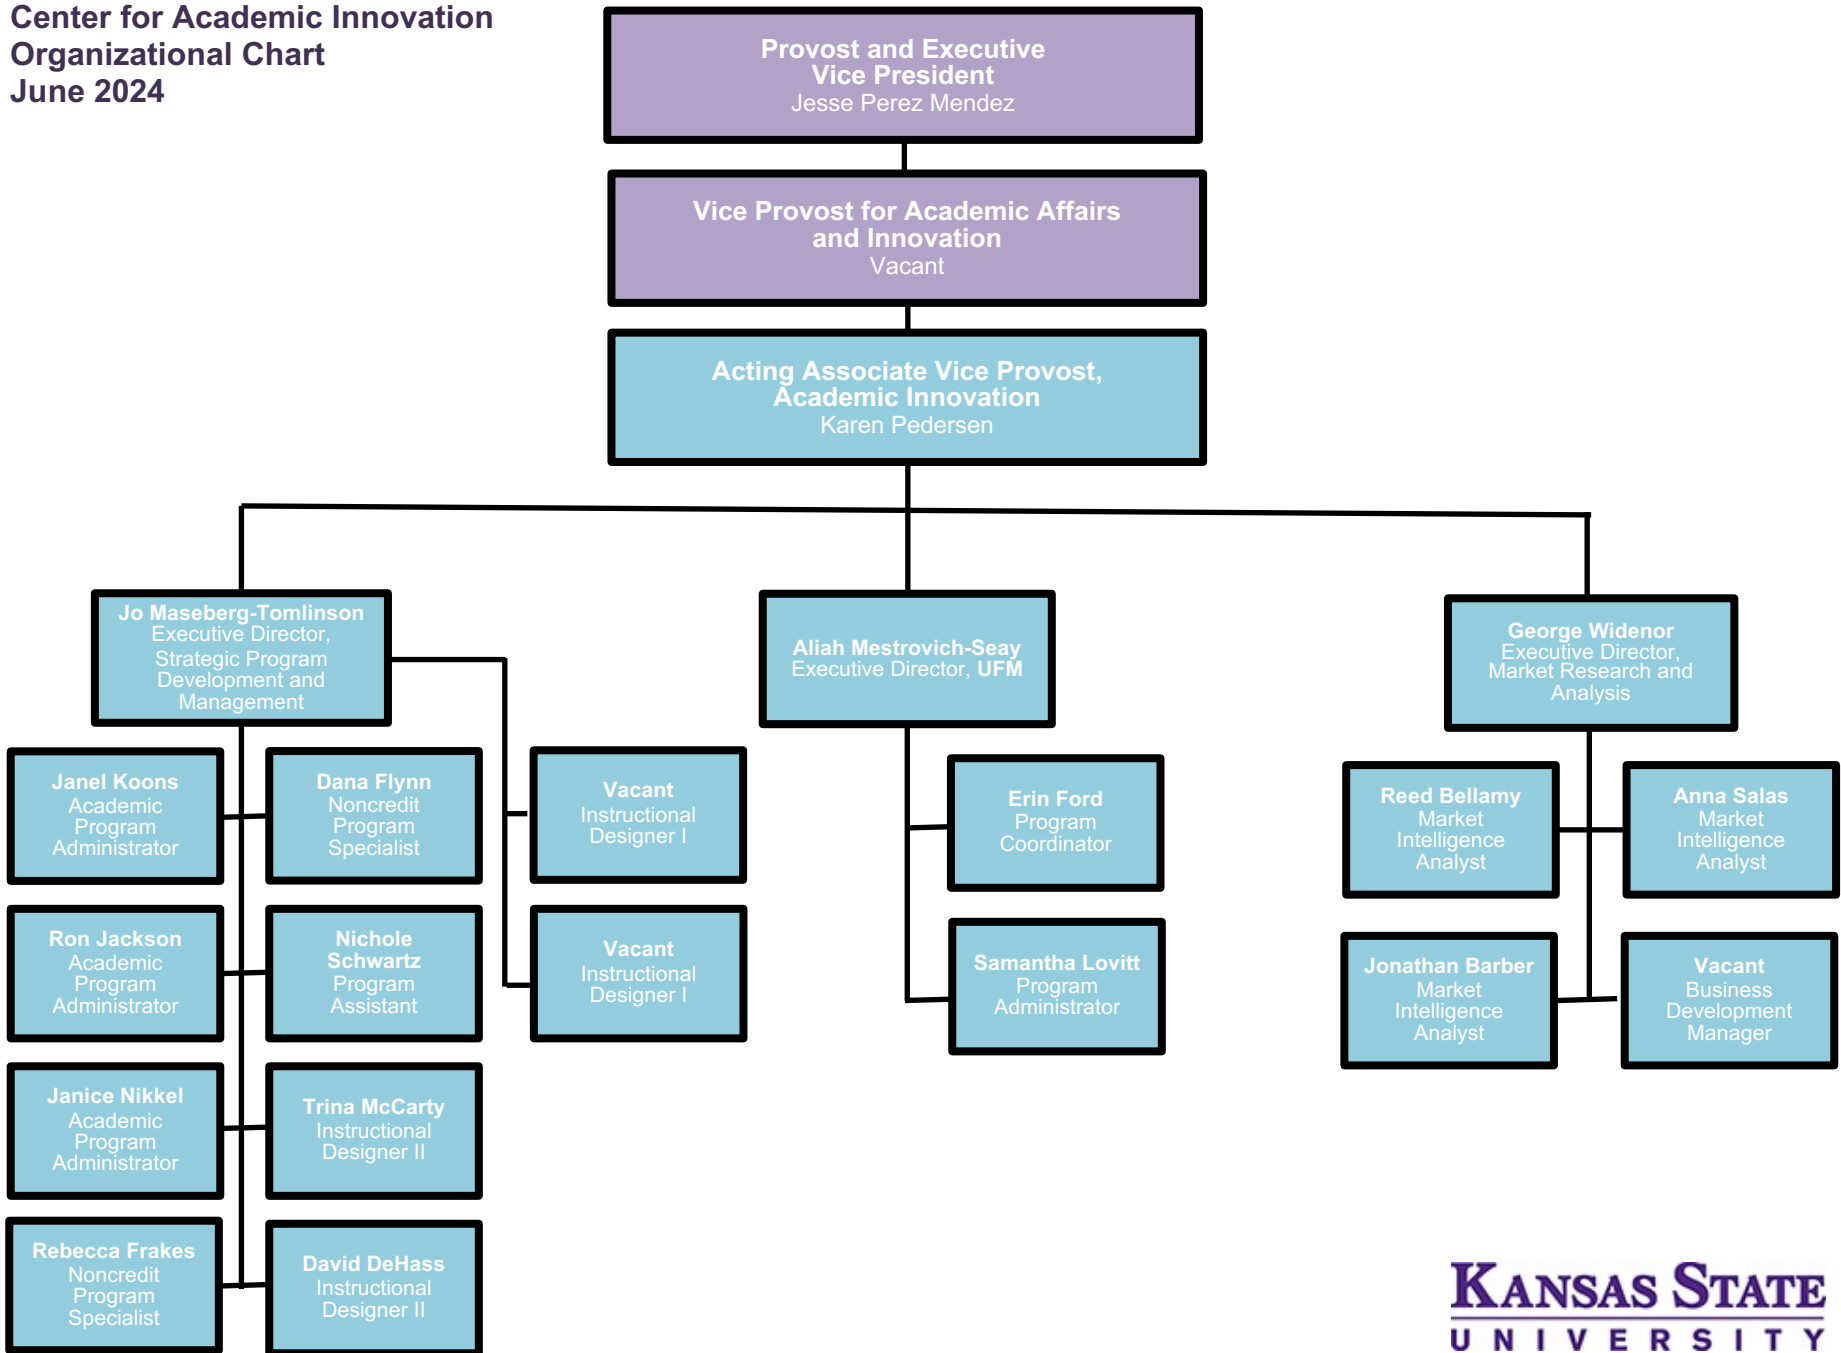 Center for Academic Innovation
Organizational Chart
June 2024
Provost and Executive
Vice President
Jesse Perez Mendez
Vice Provost for Academic Affairs
and Innovation
Vacant
Acting Associate Vice Provost,
Academic Innovation
Karen Pedersen
Jo Maseberg-Tomlinson
Executive Director,
Strategic Program
Development and
Management
Aliah Mestrovich-Seay
Executive Director, UFM
George Widenor
Executive Director,
Market Research and
Analysis
Janel Koons
Academic
Program
Administrator
Dana Flynn
Noncredit
Program
Specialist
Vacant
Instructional
Designer I
Erin Ford
Program
Coordinator
Reed Bellamy
Market
Intelligence
Analyst
Anna Salas
Market
Intelligence
Analyst
Ron Jackson
Academic
Program
Administrator
Nichole
Schwartz
Program
Assistant
Vacant
Instructional
Designer I
Samantha Lovitt
Program
Administrator
Jonathan Barber
Market
Intelligence
Analyst
Vacant
Business
Development
Manager
Janice Nikkel
Academic
Program
Administrator
Trina McCarty
Instructional
Designer II
Rebecca Frakes
Noncredit
Program
Specialist
David DeHass
Instructional
Designer II
KANSAS STATE
UNIVERSITY